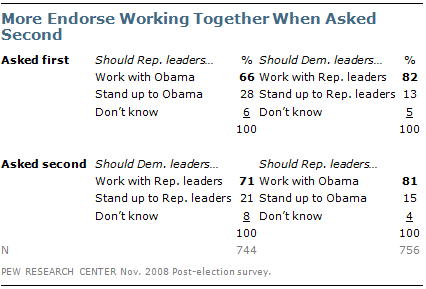 More Endorse Working Together When Asked
Second
Asked first Should Rep. leaders... % Should Dem. leaders... %
Work with Obama 66 Work with Rep. leaders 82
Stand up to Obama 28 Stand up to Rep. leaders 13
Don't know 6 Don't know 5
100 100
Asked second Should Dem. leaders... Should Rep. leaders...
Work with Rep. leaders 71 Work with Obama 81
Stand up to Rep. leaders 21 Stand up to Obama 15
Don't know 8 Don't know 4
100 100
N 744 756
PEW RESEARCH CENTER Nov. 2008 Post-election survey.